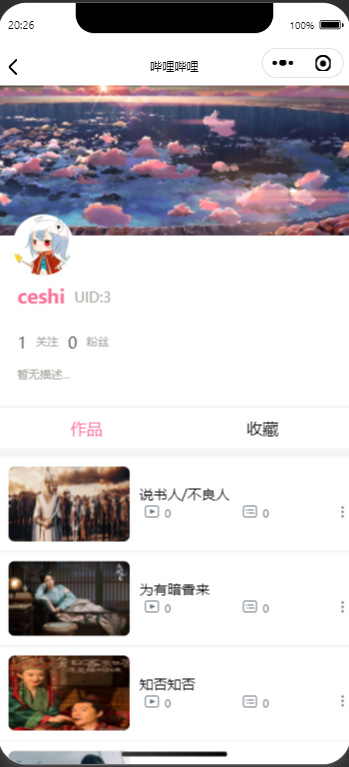 20:26 100%
哔哩哔哩
ceshi UID:3
1 关注 0 粉丝
暂无描述...
作品 收藏
说书人/不良人
0 0
为有暗香来
0 0
知否知否
0 0